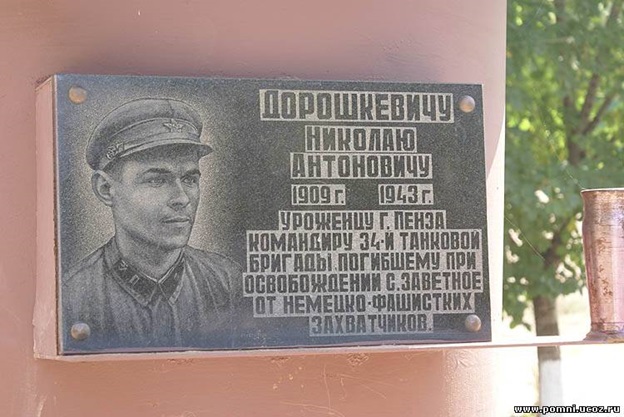 ДОРОШКЕВИЧУ
НИКОЛАЮ
АНТОНОВИЧУ
1909 г. 1943 г.
УРОЖЕНЦУ Г. ПЕНЗА
КОМАНДИРУ 34-Й ТАНКОВОЙ
БРИГАДЫ ПОГИБШЕМУ ПРИ
ОСВОБОЖДЕНИИ С. ЗАВЕТНОЕ
ОТ НЕМЕЦКО-ФАШИСТКИХ
ЗАХВАТЧИКОВ.
www.pomni.ucoz.ru